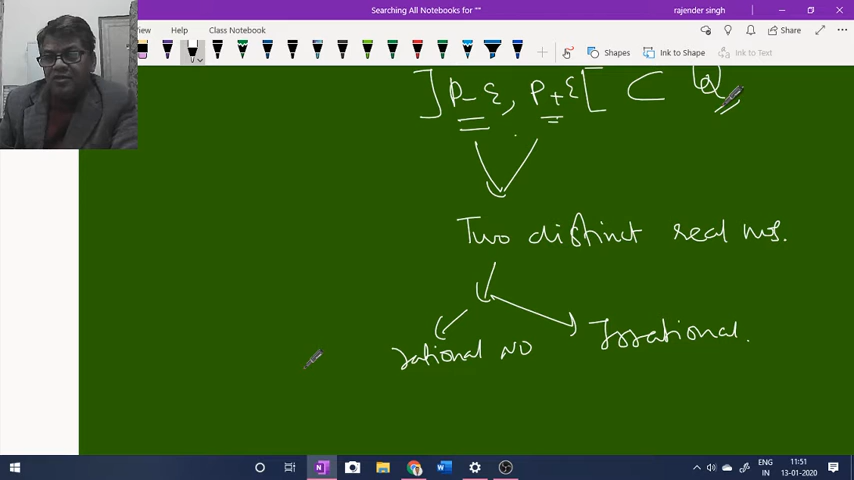 Searching All Notebooks for ""
rajender singh
View Help Class Notebook
Share
Shapes Ink to Shape Ink to Text
]P-ε, P+ε[ ⊂ Q
Two distinct real nos.
rational NO Irrational.
ENG 11:51
IN 13-01-2020